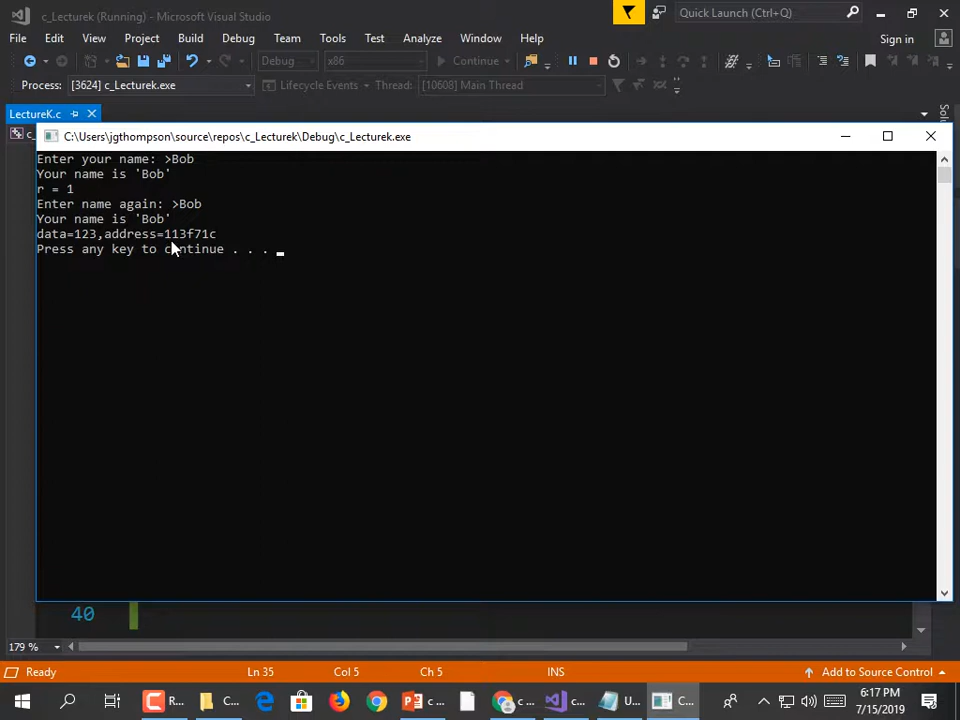 c_Lecturek (Running) - Microsoft Visual Studio
Quick Launch (Ctrl+Q)
File Edit View Project Build Debug Team Tools Test Analyze Window Help
Sign in
Debug x86 Continue
Process: [3624] c_Lecturek.exe Lifecycle Events Thread: [10608] Main Thread
LectureK.c
C:\Users\jgthompson\source\repos\c_Lecturek\Debug\c_Lecturek.exe
Enter your name: >Bob
Your name is 'Bob'
r = 1
Enter name again: >Bob
Your name is 'Bob'
data=123,address=113f71c
Press any key to continue . . .
40
179 %
Ready Ln 35 Col 5 Ch 5 INS Add to Source Control
R... C... c ... c ... c... U... C...
6:17 PM
7/15/2019